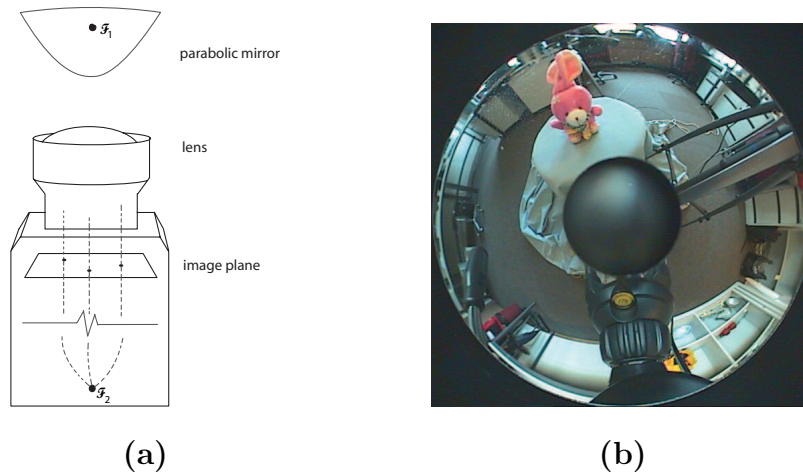 ℱ₁
parabolic mirror
lens
image plane
ℱ₂
(a)
(b)